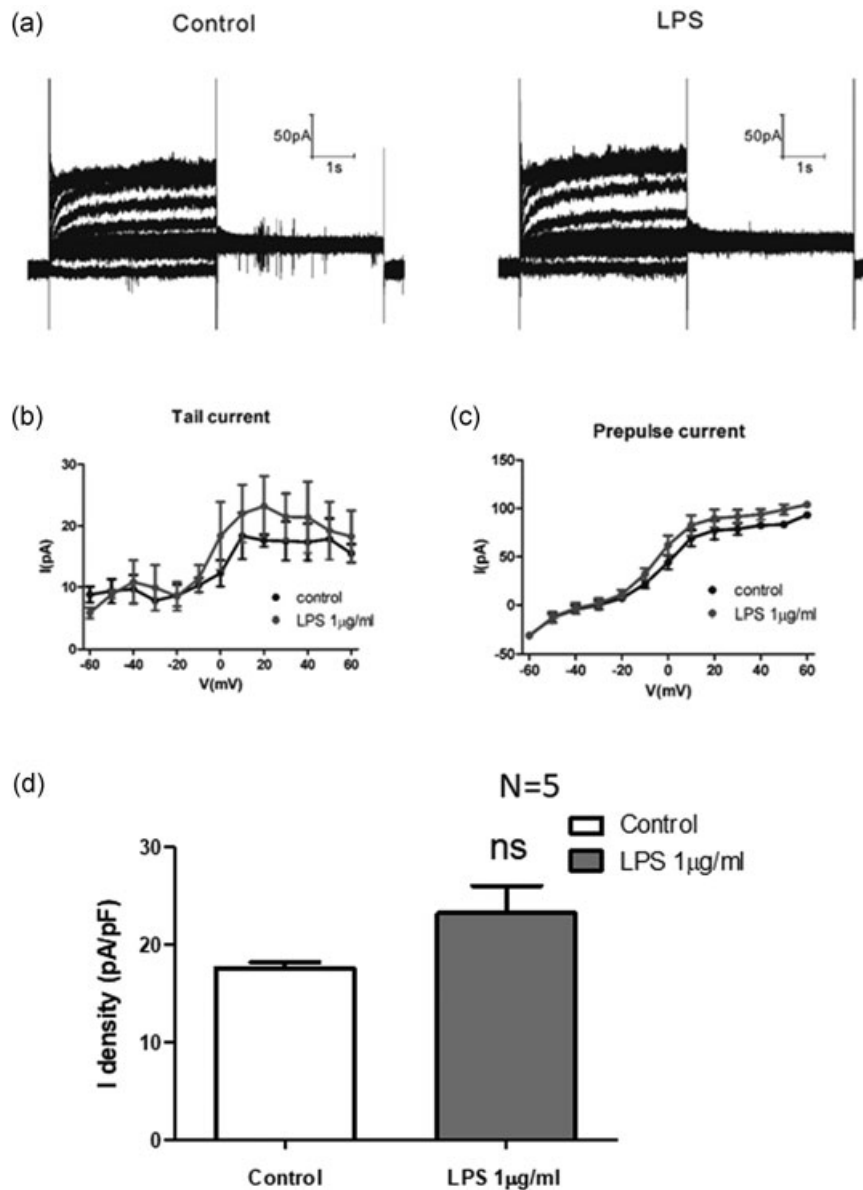 (a)
Control
LPS
50pA
1s
50pA
1s
(b)
Tail current
30
20
10
0
I(pA)
-60
-40
-20
0
20
40
60
V(mV)
control
LPS 1μg/ml
(c)
Prepulse current
100
50
0
-50
I(pA)
-60
-40
-20
0
20
40
60
V(mV)
control
LPS 1μg/ml
(d)
N=5
Control
LPS 1μg/ml
ns
30
20
10
0
I density (pA/pF)
Control
LPS 1μg/ml